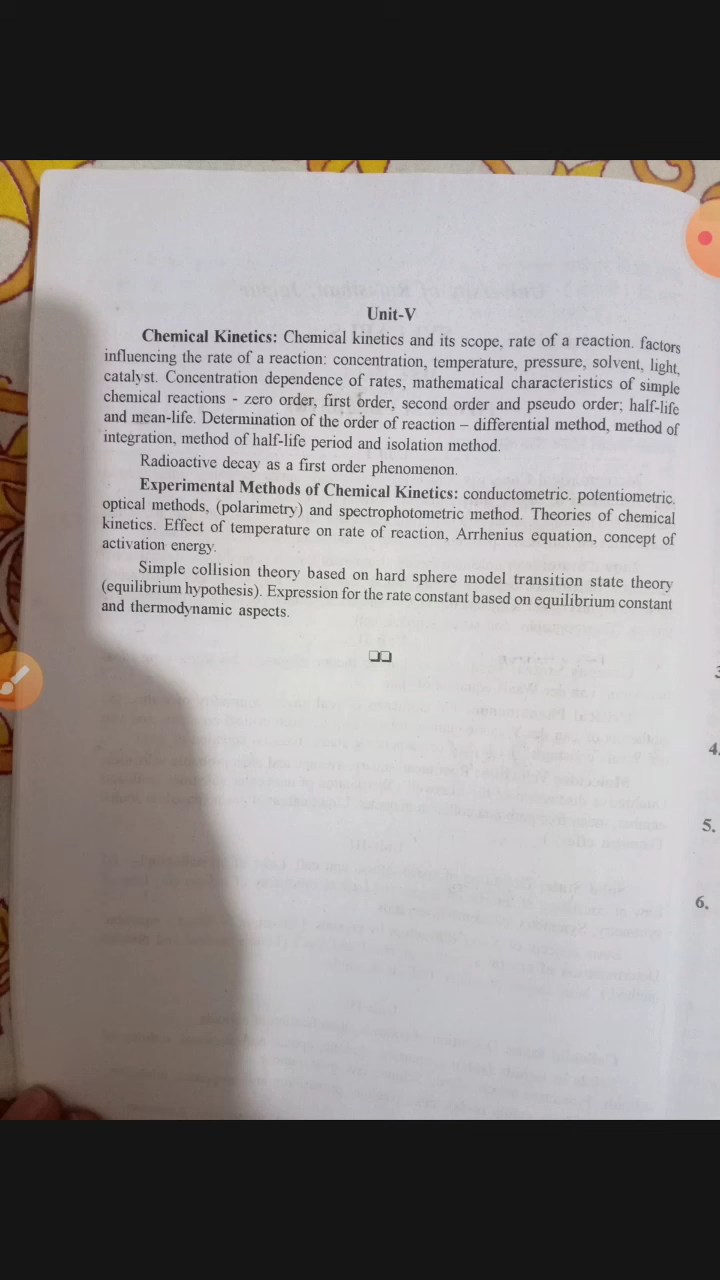 Unit-V
Chemical Kinetics: Chemical kinetics and its scope, rate of a reaction. factors
influencing the rate of a reaction: concentration, temperature, pressure, solvent, light,
catalyst. Concentration dependence of rates, mathematical characteristics of simple
chemical reactions - zero order, first order, second order and pseudo order; half-life
and mean-life. Determination of the order of reaction – differential method, method of
integration, method of half-life period and isolation method.
Radioactive decay as a first order phenomenon.
Experimental Methods of Chemical Kinetics: conductometric. potentiometric.
optical methods, (polarimetry) and spectrophotometric method. Theories of chemical
kinetics. Effect of temperature on rate of reaction, Arrhenius equation, concept of
activation energy.
Simple collision theory based on hard sphere model transition state theory
(equilibrium hypothesis). Expression for the rate constant based on equilibrium constant
and thermodynamic aspects.
4.
5.
6.